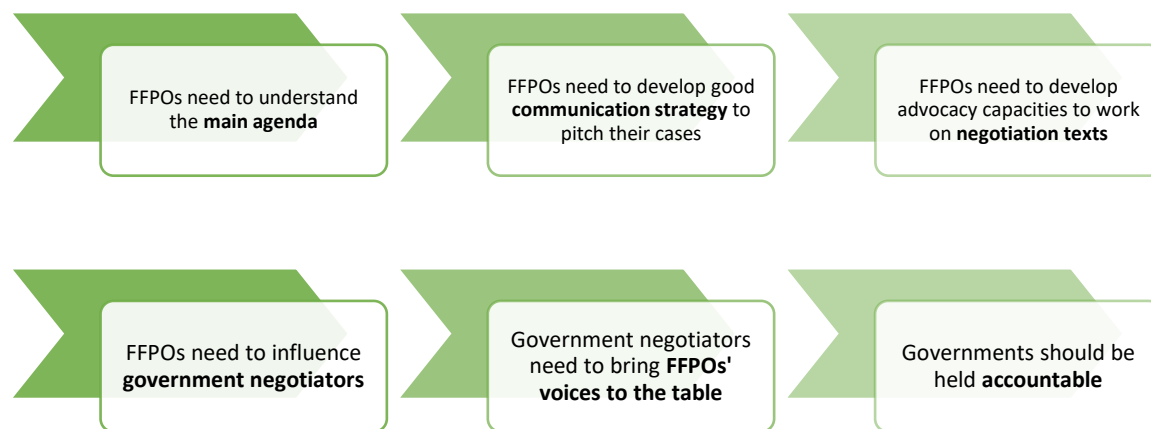 FFPOs need to understand
the main agenda
FFPOs need to develop good
communication strategy to
pitch their cases
FFPOs need to develop
advocacy capacities to work
on negotiation texts
FFPOs need to influence
government negotiators
Government negotiators
need to bring FFPOs'
voices to the table
Governments should be
held accountable